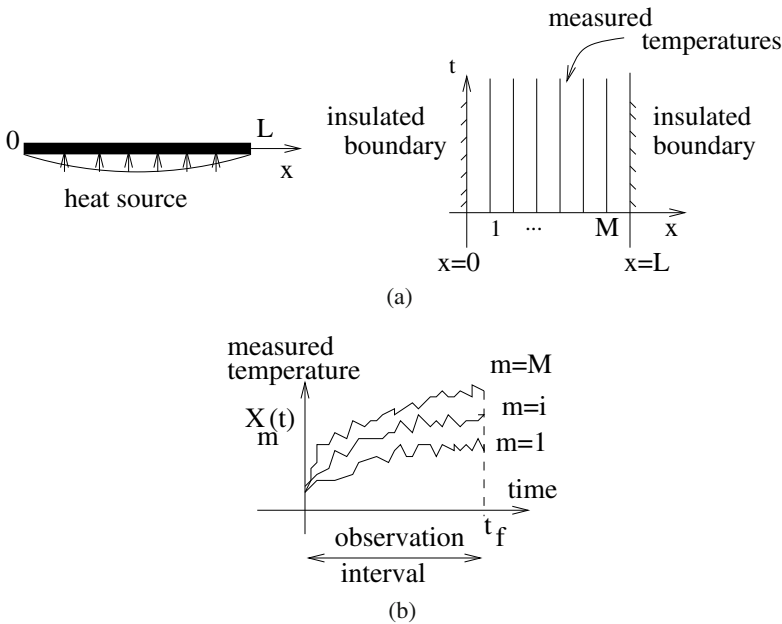 0
L
x
heat source
measured
temperatures
t
insulated
boundary
insulated
boundary
1 ... M
x
x=0
x=L
(a)
measured
temperature
X (t)
m
m=M
m=i
m=1
time
t f
observation
interval
(b)